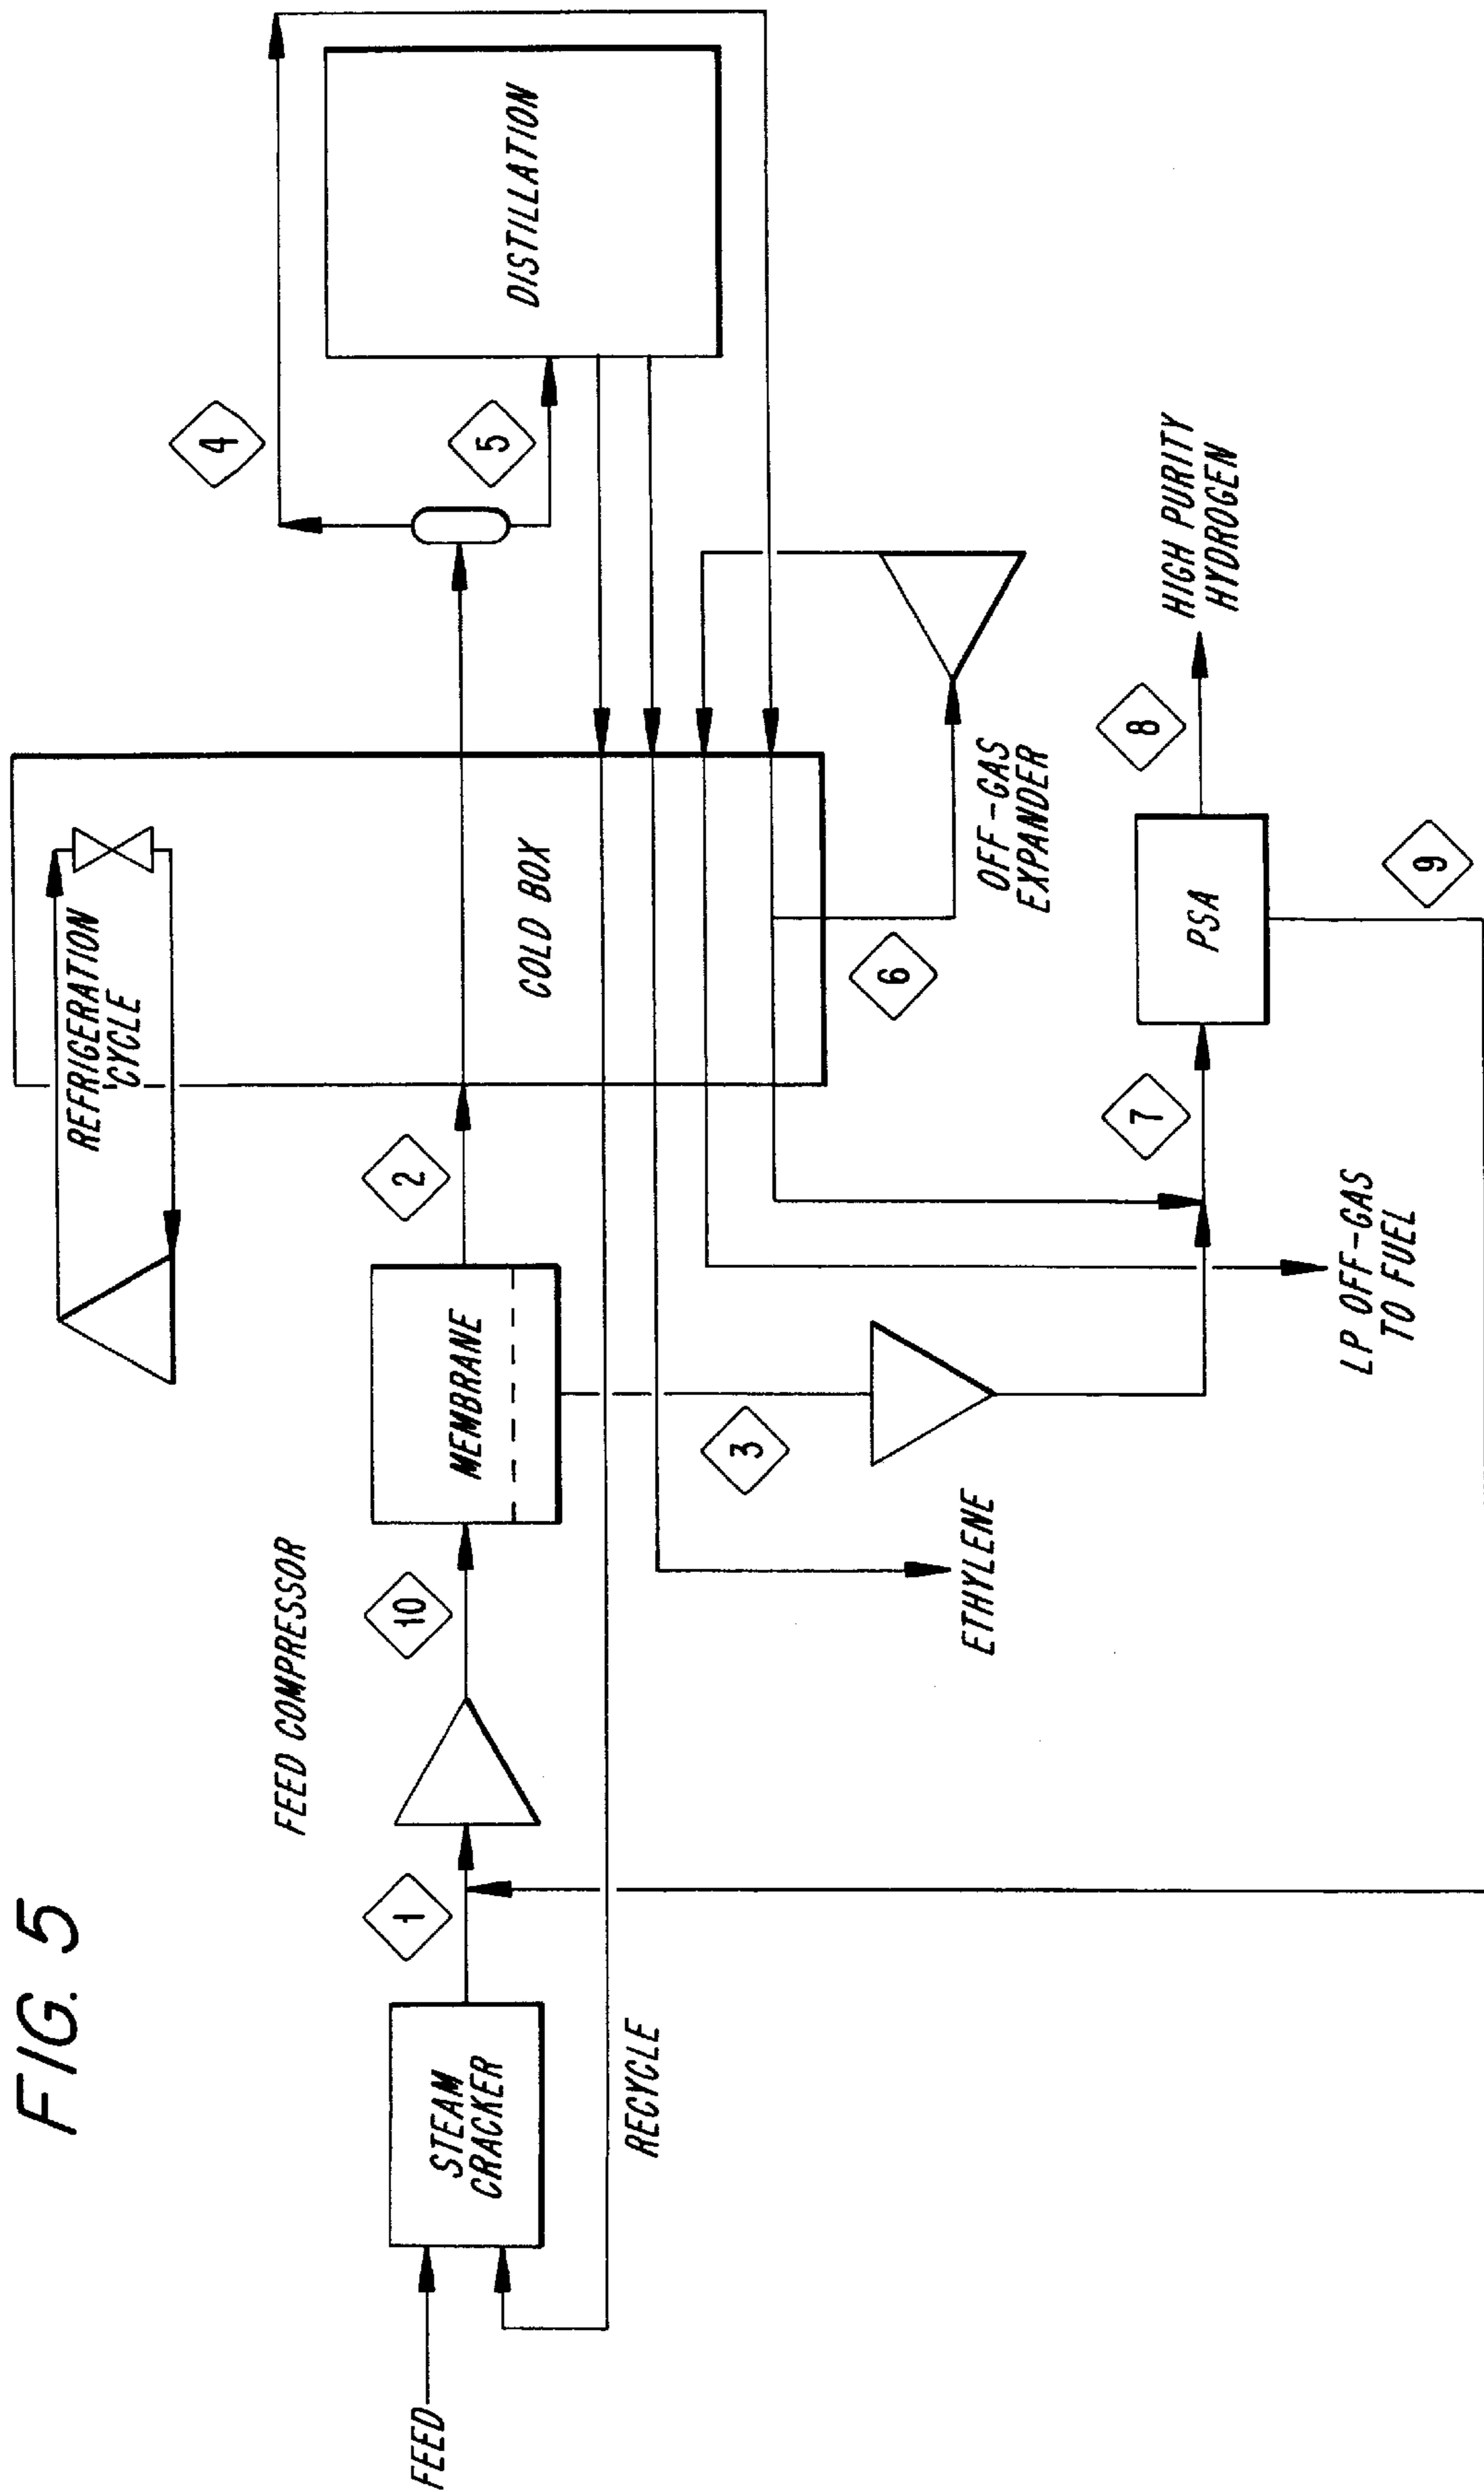 FIG. 5
REFRIGERATION
CYCLE
4
DISTILLATION
5
FEED COMPRESSOR
2
COLD BOX
10
MEMBRANE
1
STEAM
CRACKER
FEED
RECYCLE
3
6
OFF-GAS
EXPANDER
ETHYLENE
7
8
HIGH PURITY
HYDROGEN
PSA
LP OFF-GAS
TO FUEL
9